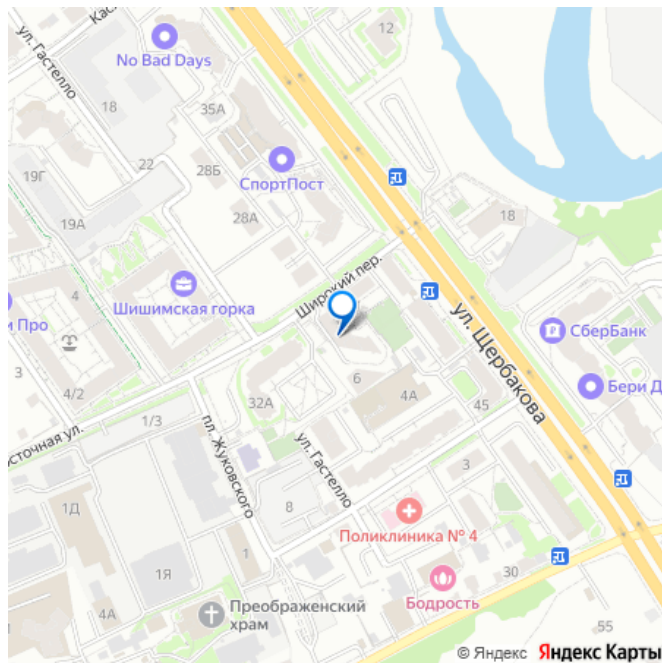 Кас
ул. Гастелло
No Bad Days
12
18
35А
22
28Б
СпортПост
19Г
19А
28А
18
4
Широкий пер.
Шишимская горка
и Про
ул. Щербакова
СберБанк
3
4/2
6
4А
Бери Д
32А
45
1/3
осточная ул.
пл. Жуковского
ул. Гастелло
3
8
1Д
Поликлиника № 4
1
1Я
30
Бодрость
4А
Преображенский
храм
55
© Яндекс Яндекс Карты